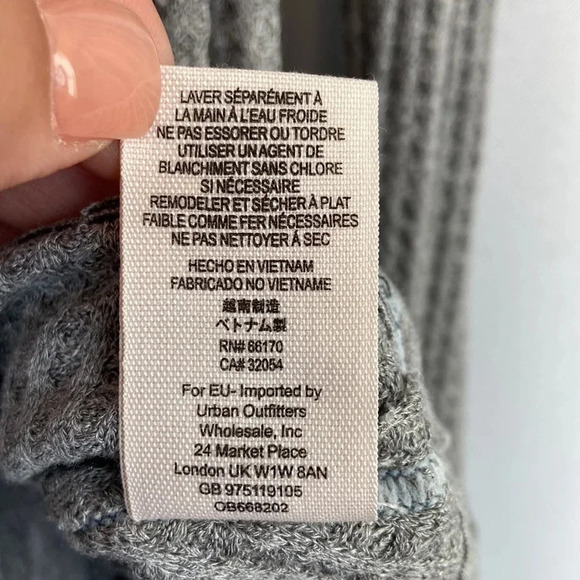 LAVER SÉPARÉMENT À
LA MAIN À L'EAU FROIDE
NE PAS ESSORER OU TORDRE
UTILISER UN AGENT DE
BLANCHIMENT SANS CHLORE
SI NÉCESSAIRE
REMODELER ET SÉCHER À PLAT
FAIBLE COMME FER NÉCESSAIRES
NE PAS NETTOYER À SEC
HECHO EN VIETNAM
FABRICADO NO VIETNAME
越南制造
ベトナム製
RN# 66170
CA# 32054
For EU- Imported by
Urban Outfitters
Wholesale, Inc
24 Market Place
London UK W1W 8AN
GB 975119105
OB668202